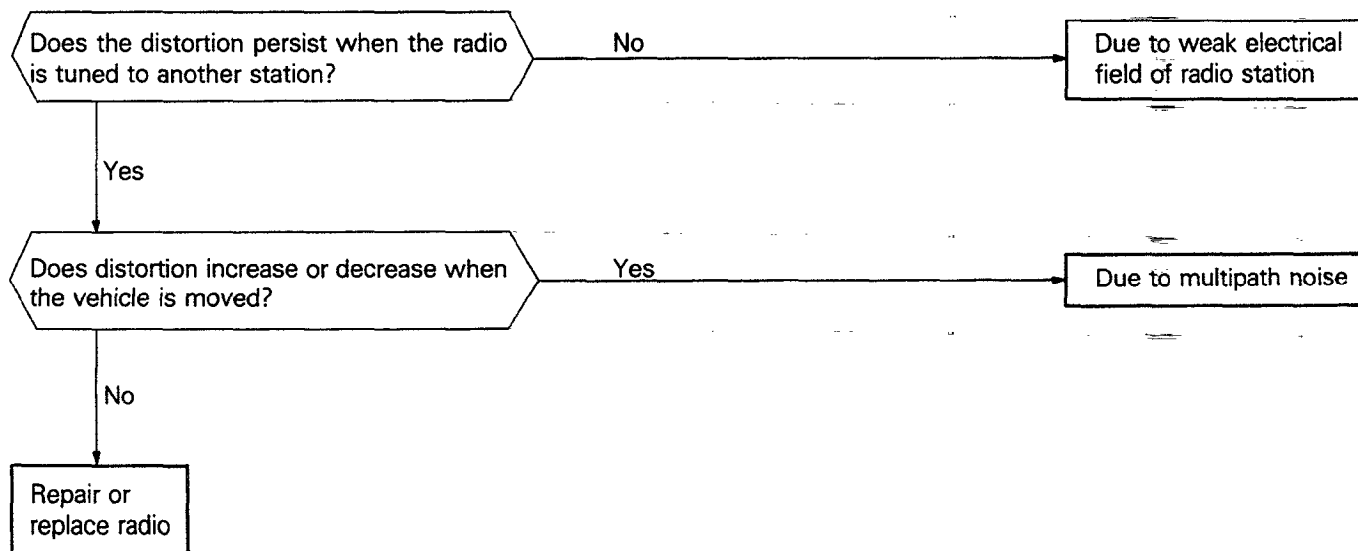 Does the distortion persist when the radio
is tuned to another station?
No
Due to weak electrical
field of radio station
Yes
Does distortion increase or decrease when
the vehicle is moved?
Yes
Due to multipath noise
No
Repair or
replace radio